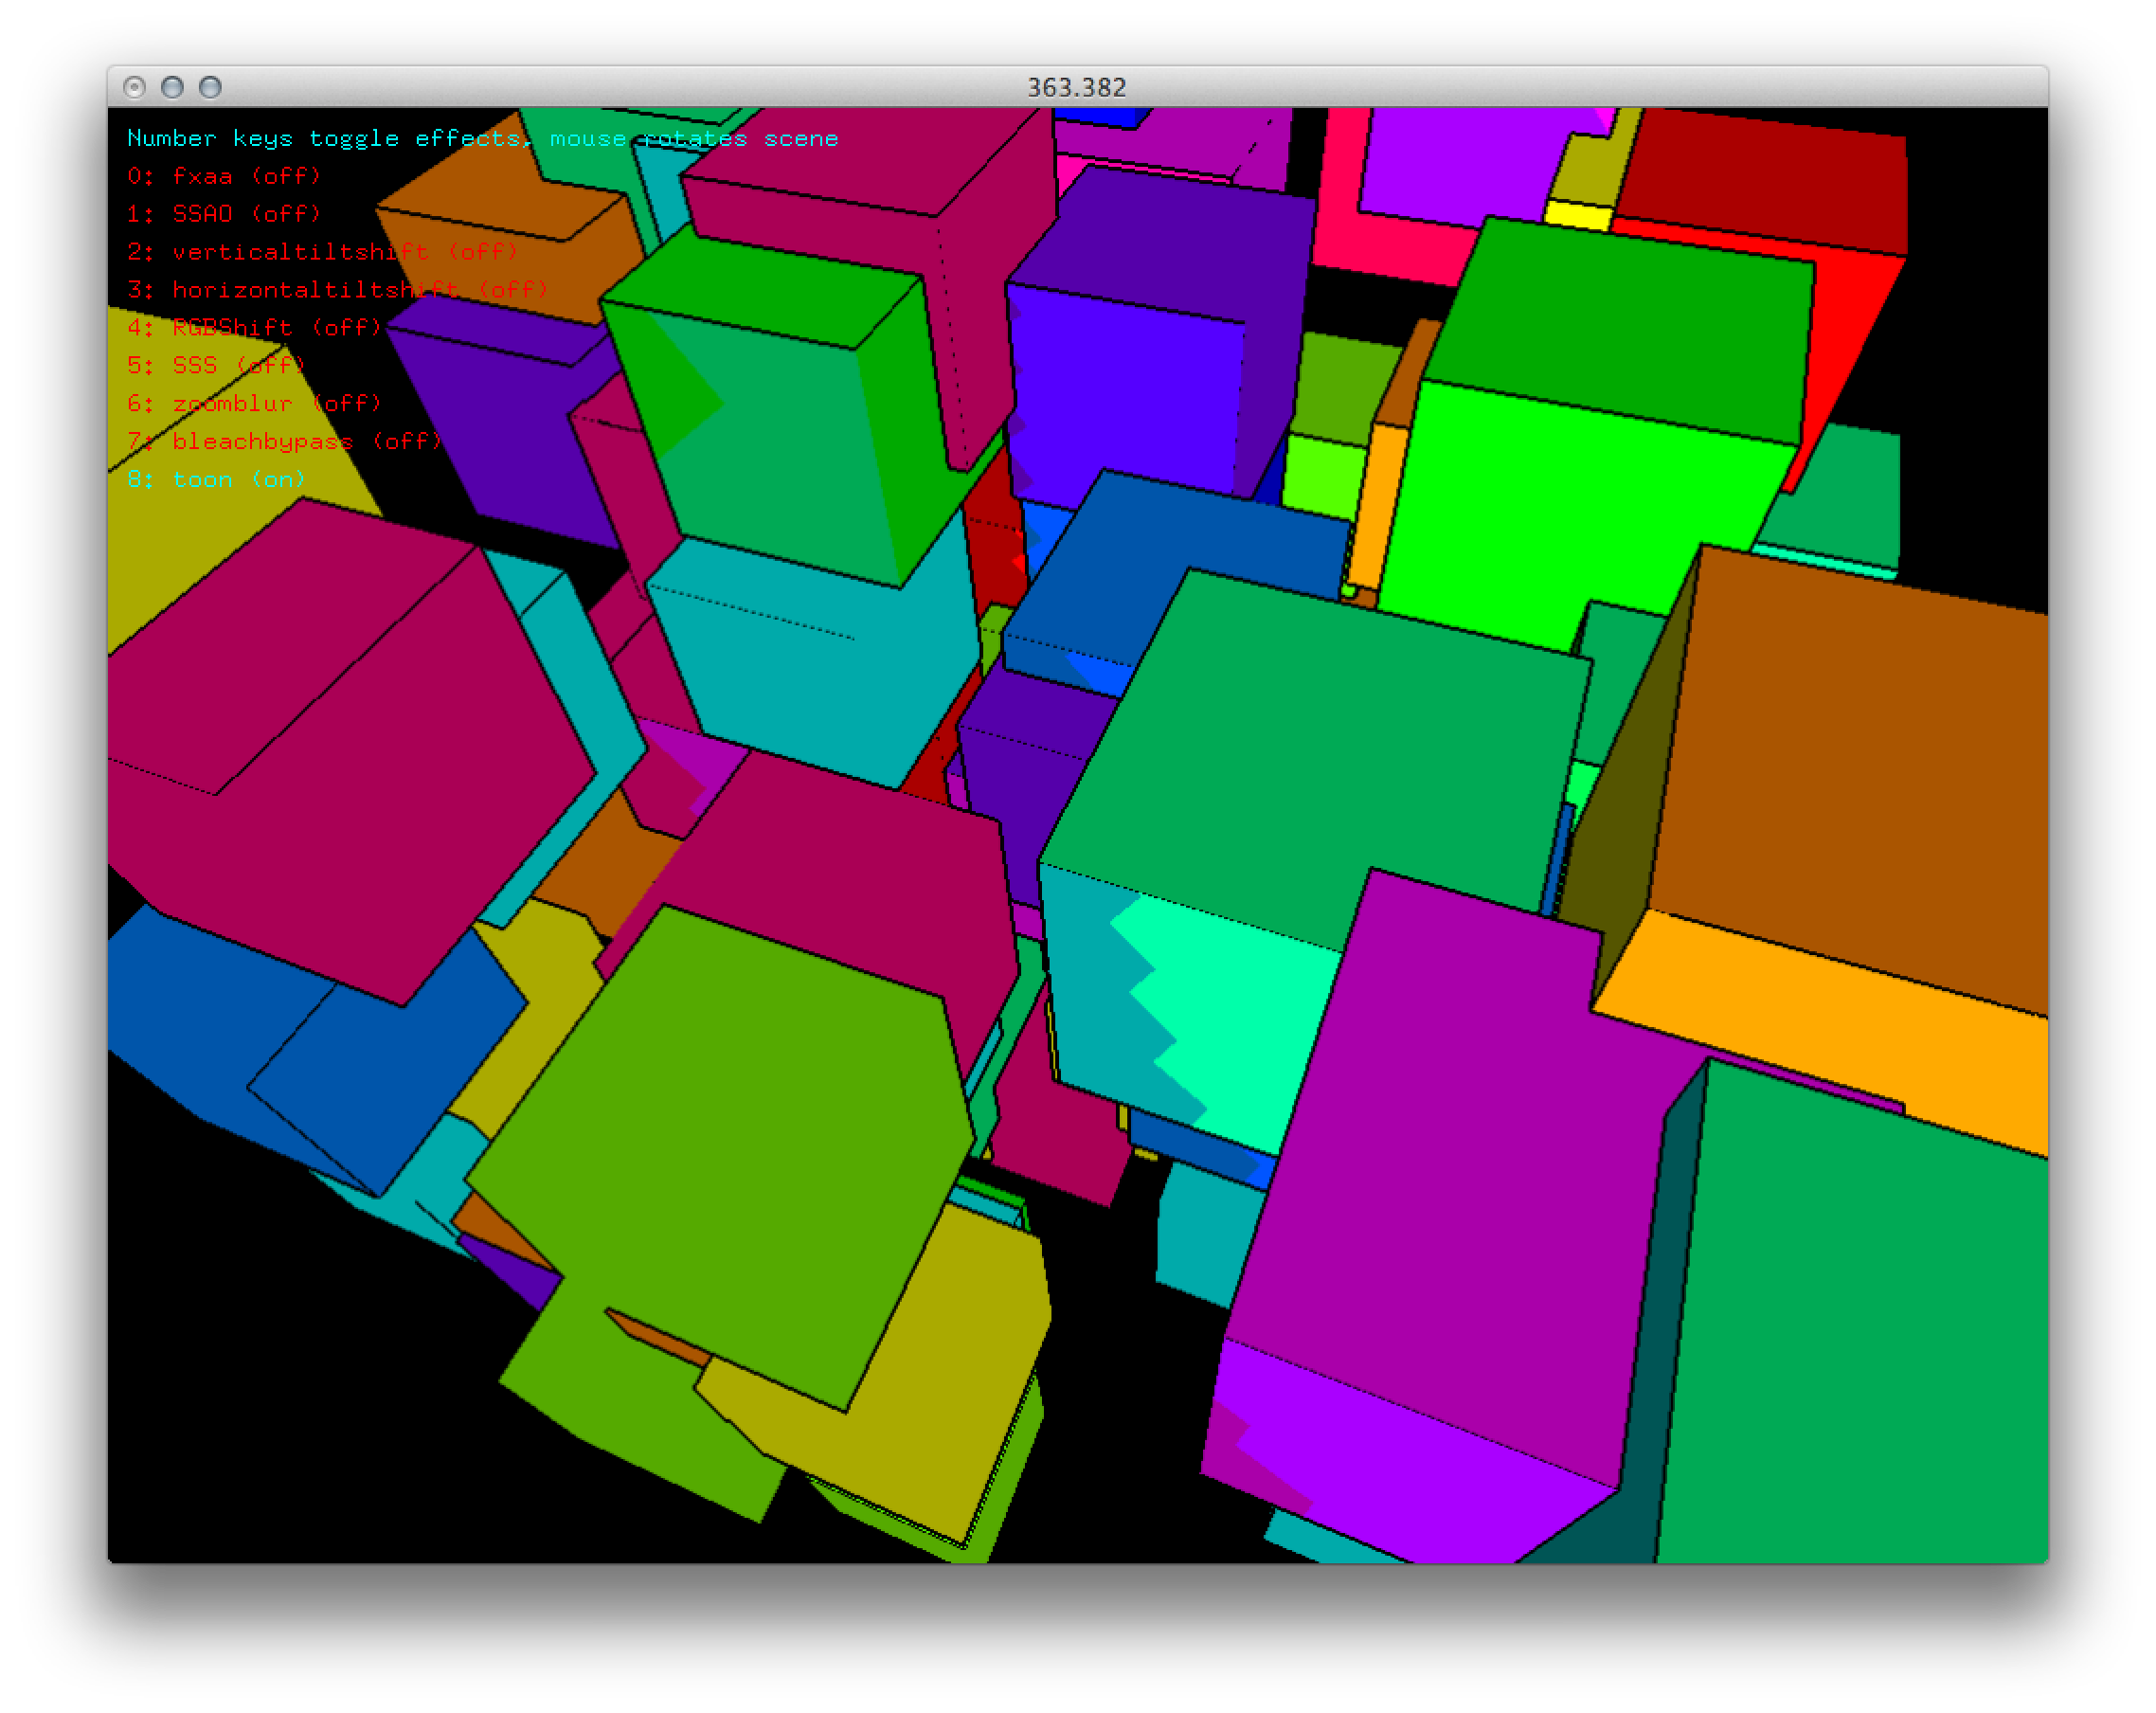 363.382
Number keys toggle effects, mouse rotates scene
0: fxaa (off)
1: SSAO (off)
2: verticaltiltshift (off)
3: horizontaltiltshift (off)
4: RGBShift (off)
5: SSS (off)
6: zoomblur (off)
7: bleachbypass (off)
8: toon (on)